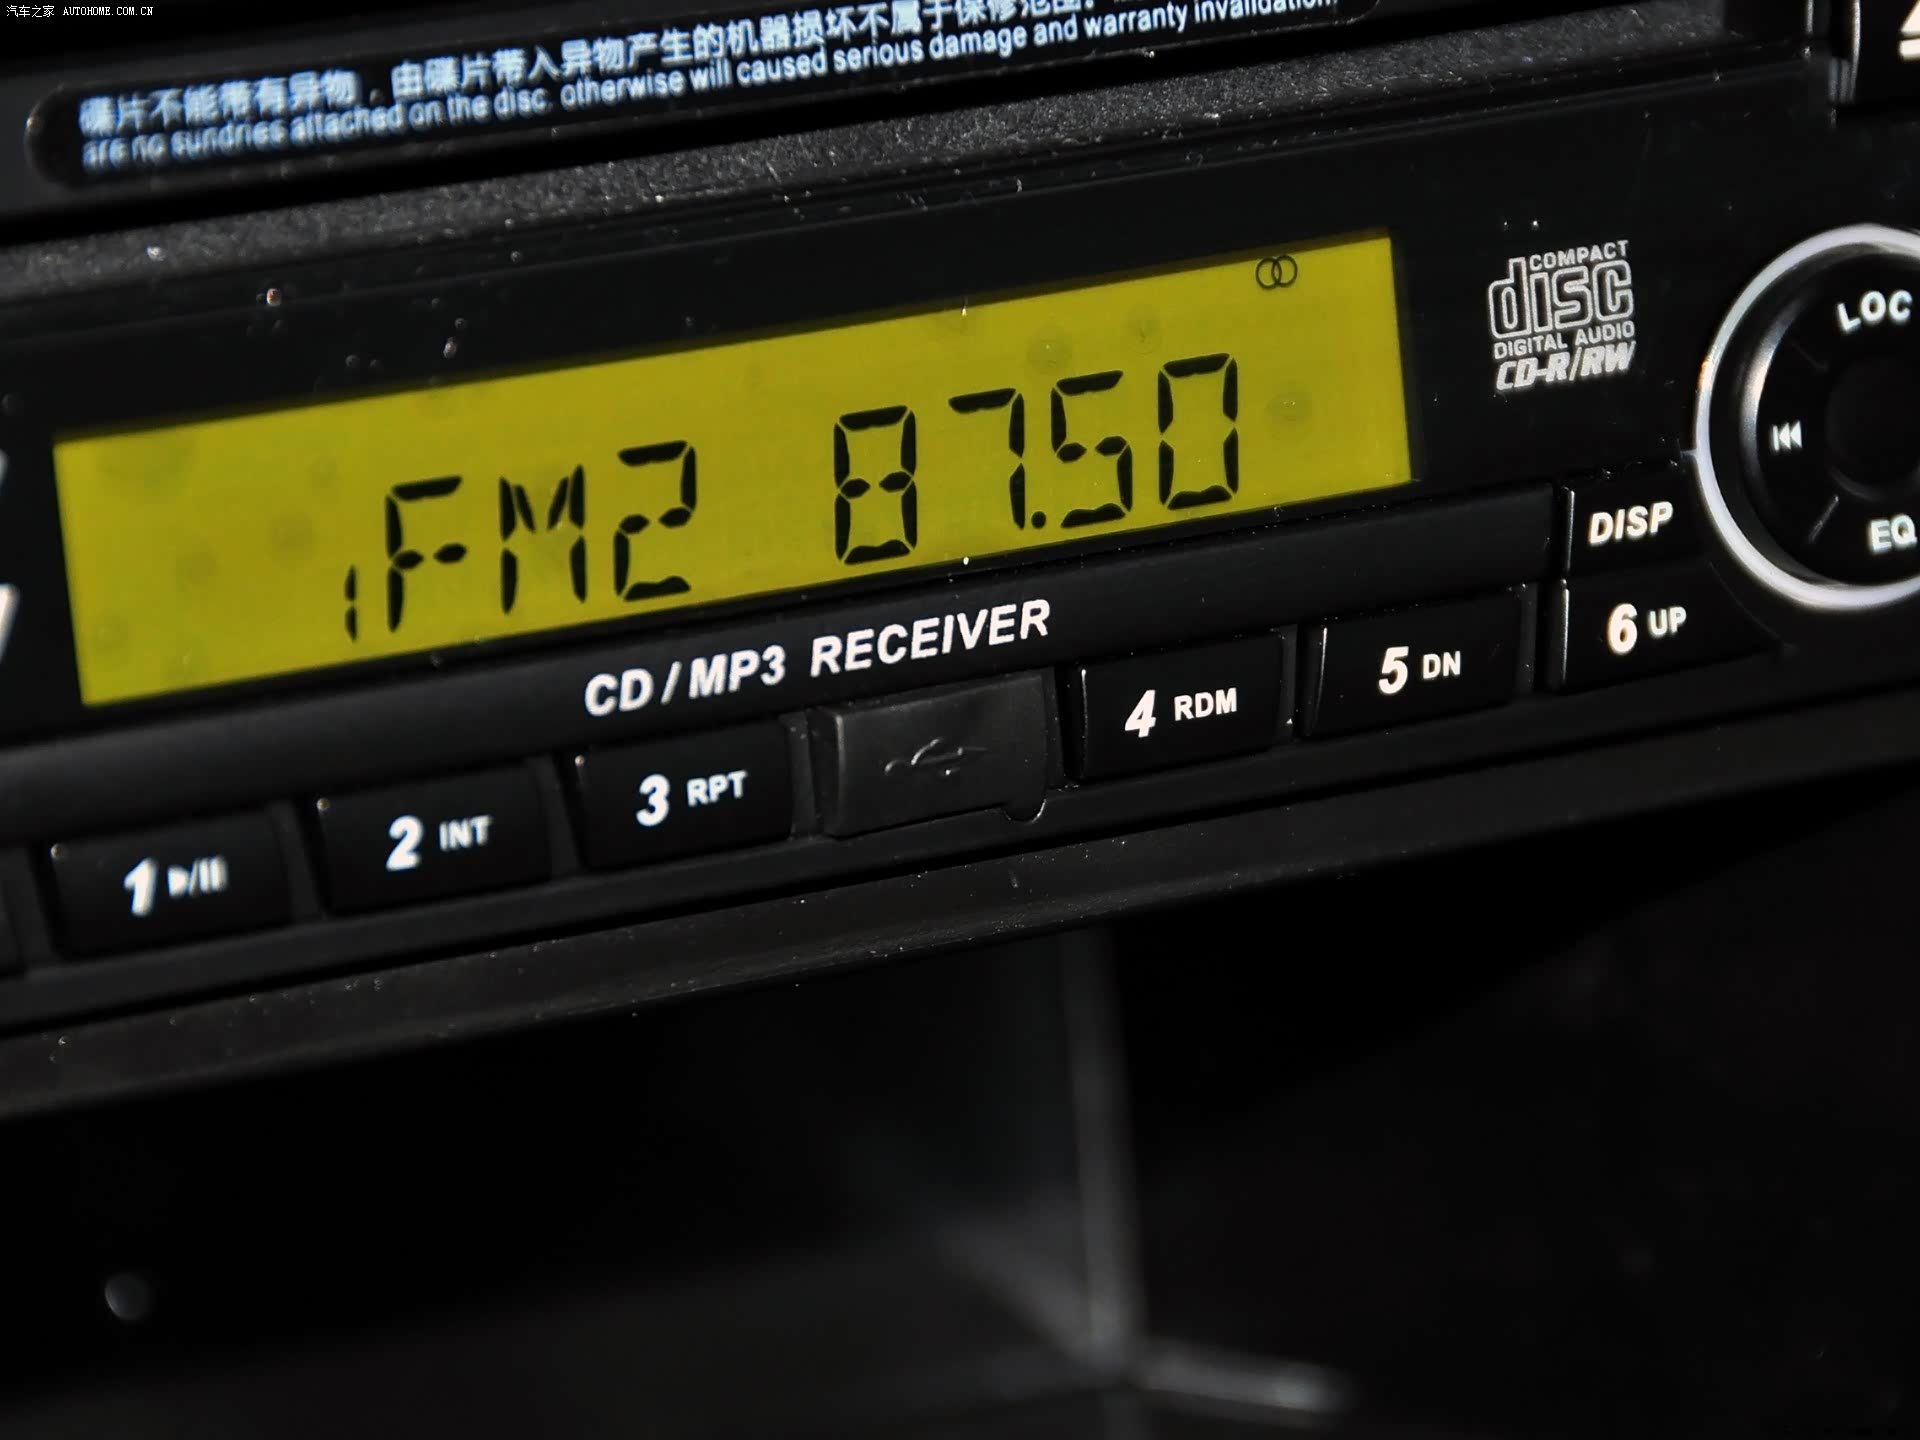 汽车之家 AUTOHOME.COM.CN
碟片不能带有异物，由碟片带入异物产生的机器损坏不属于保修范围。
are no sundries attached on the disc, otherwise will caused serious damage and warranty invalidation.
COMPACT
disc
DIGITAL AUDIO
CD-R/RW
LOC
1 FM2 87.50
DISP
EQ
CD/MP3 RECEIVER
1 2 INT 3 RPT 4 RDM 5 DN 6 UP